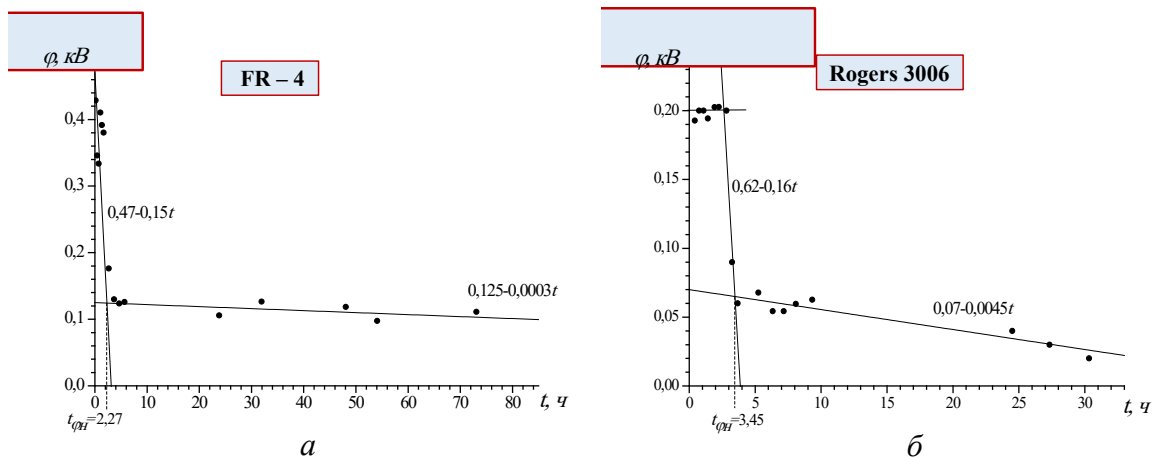 φ, кВ
FR – 4
0,4
0,3
0,2
0,1
0,0
0,47-0,15t
0,125-0,0003t
0 10 20 30 40 50 60 70 80 t, ч
tφн=2,27
а
φ, кВ
Rogers 3006
0,20
0,15
0,10
0,05
0,00
0,62-0,16t
0,07-0,0045t
0 5 10 15 20 25 30 t, ч
tφн=3,45
б